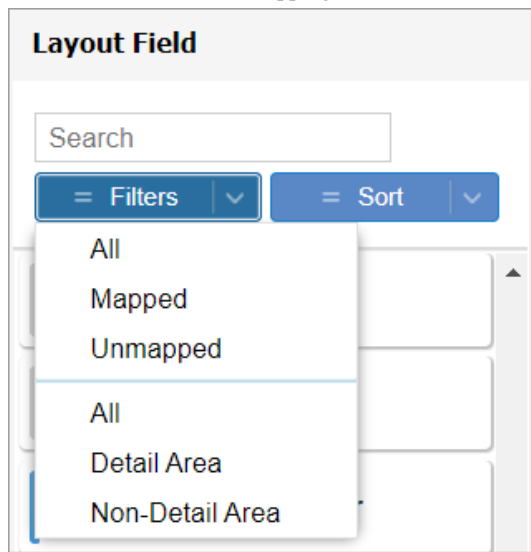 Layout Field
Search
= Filters
= Sort
All
Mapped
Unmapped
All
Detail Area
Non-Detail Area